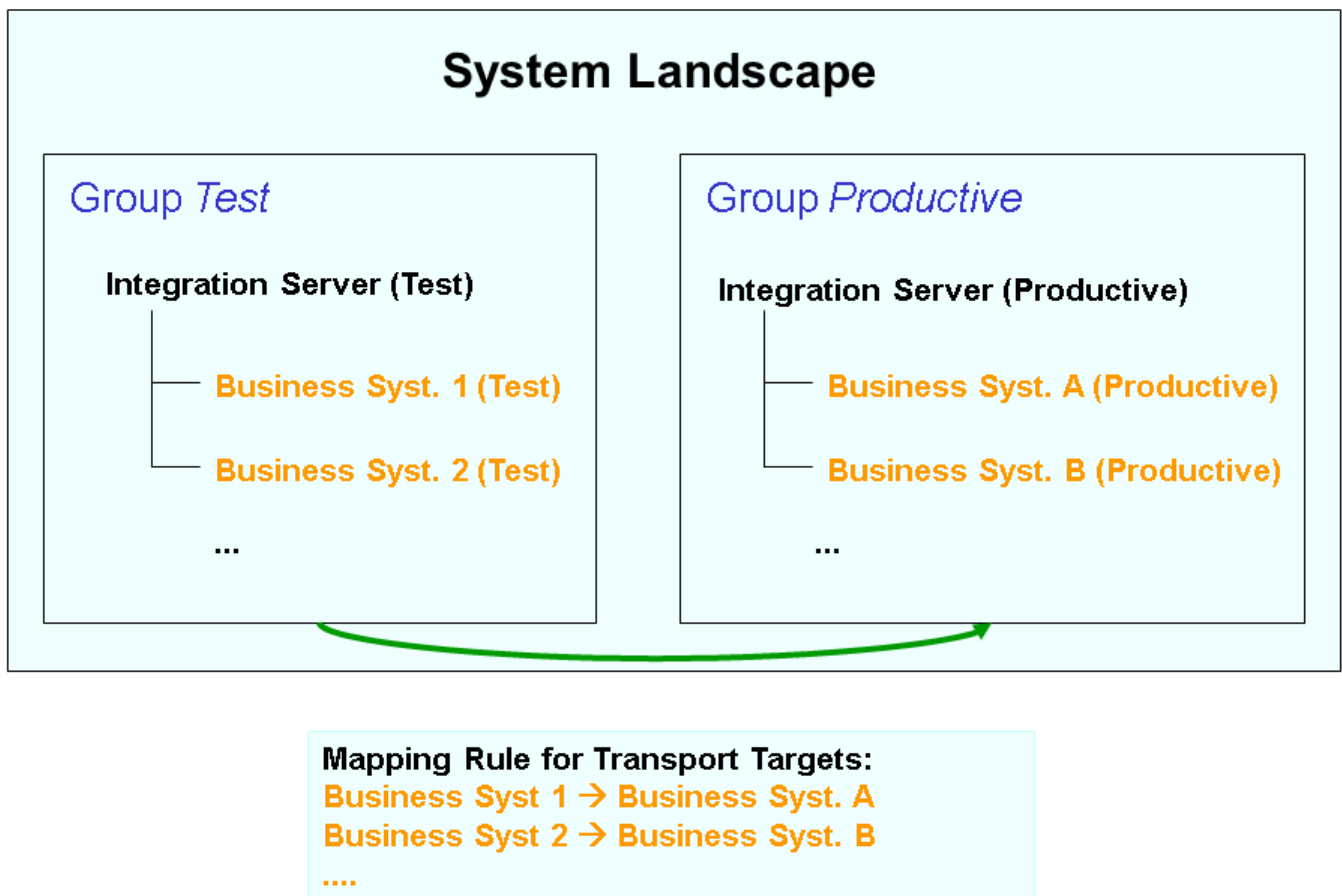 System Landscape
Group Test
Integration Server (Test)
Business Syst. 1 (Test)
Business Syst. 2 (Test)
...
Group Productive
Integration Server (Productive)
Business Syst. A (Productive)
Business Syst. B (Productive)
...
Mapping Rule for Transport Targets:
Business Syst 1 → Business Syst. A
Business Syst 2 → Business Syst. B
....